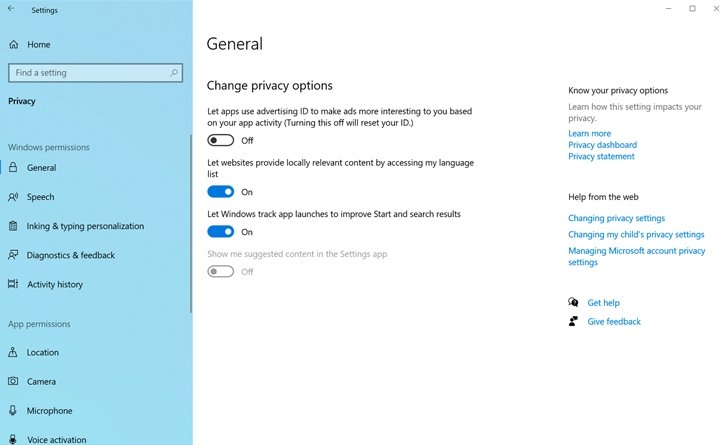 Settings
Home
Find a setting
Privacy
Windows permissions
General
Speech
Inking & typing personalization
Diagnostics & feedback
Activity history
App permissions
Location
Camera
Microphone
Voice activation
General
Change privacy options
Let apps use advertising ID to make ads more interesting to you based
on your app activity (Turning this off will reset your ID.)
Off
Let websites provide locally relevant content by accessing my language
list
On
Let Windows track app launches to improve Start and search results
On
Show me suggested content in the Settings app
Off
Know your privacy options
Learn how this setting impacts your
privacy.
Learn more
Privacy dashboard
Privacy statement
Help from the web
Changing privacy settings
Changing my child's privacy settings
Managing Microsoft account privacy
settings
Get help
Give feedback